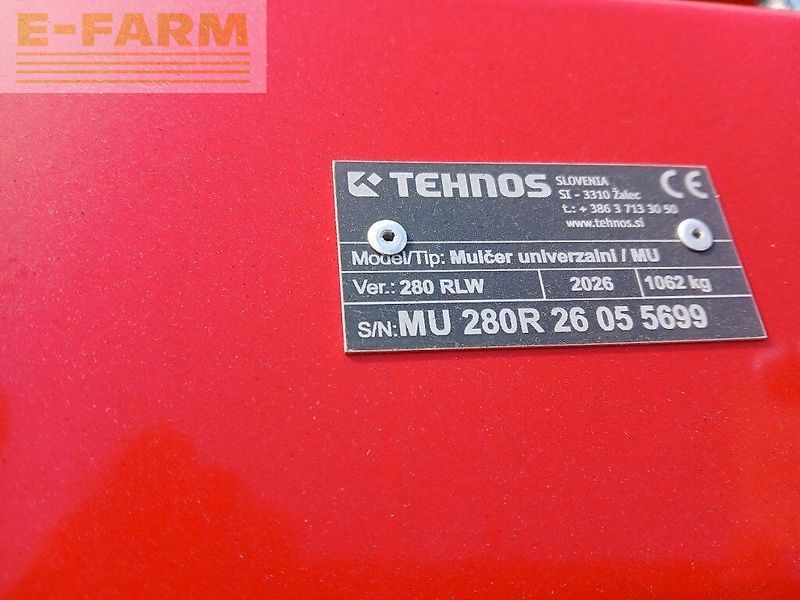 E-FARM
TEHNOS SLOVENIA
SI - 3310 Žalec
t.: + 386 3 713 30 50
www.tehnos.si
CE
Model/Tip: Mulčer univerzalni / MU
Ver.: 280 RLW 2026 1062 kg
S/N: MU 280R 26 05 5699